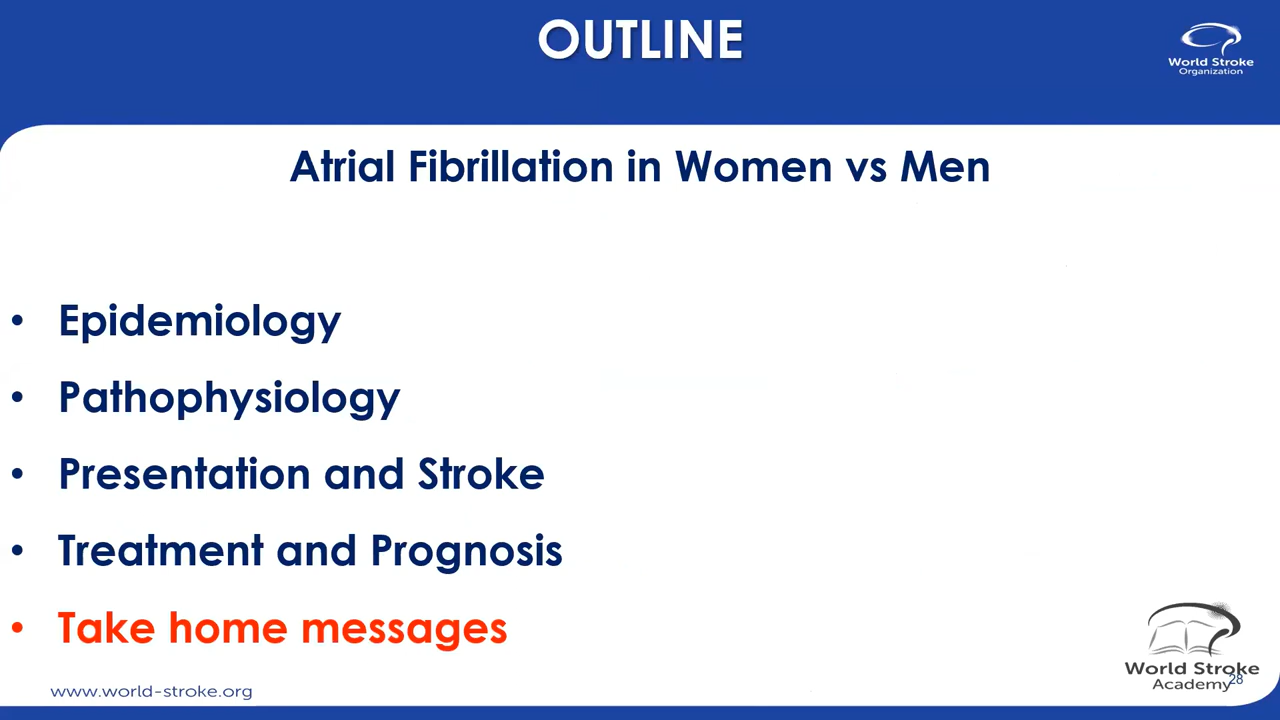 OUTLINE
World Stroke
Organization
Atrial Fibrillation in Women vs Men
• Epidemiology
• Pathophysiology
• Presentation and Stroke
• Treatment and Prognosis
• Take home messages
World Stroke
Academy
28
www.world-stroke.org